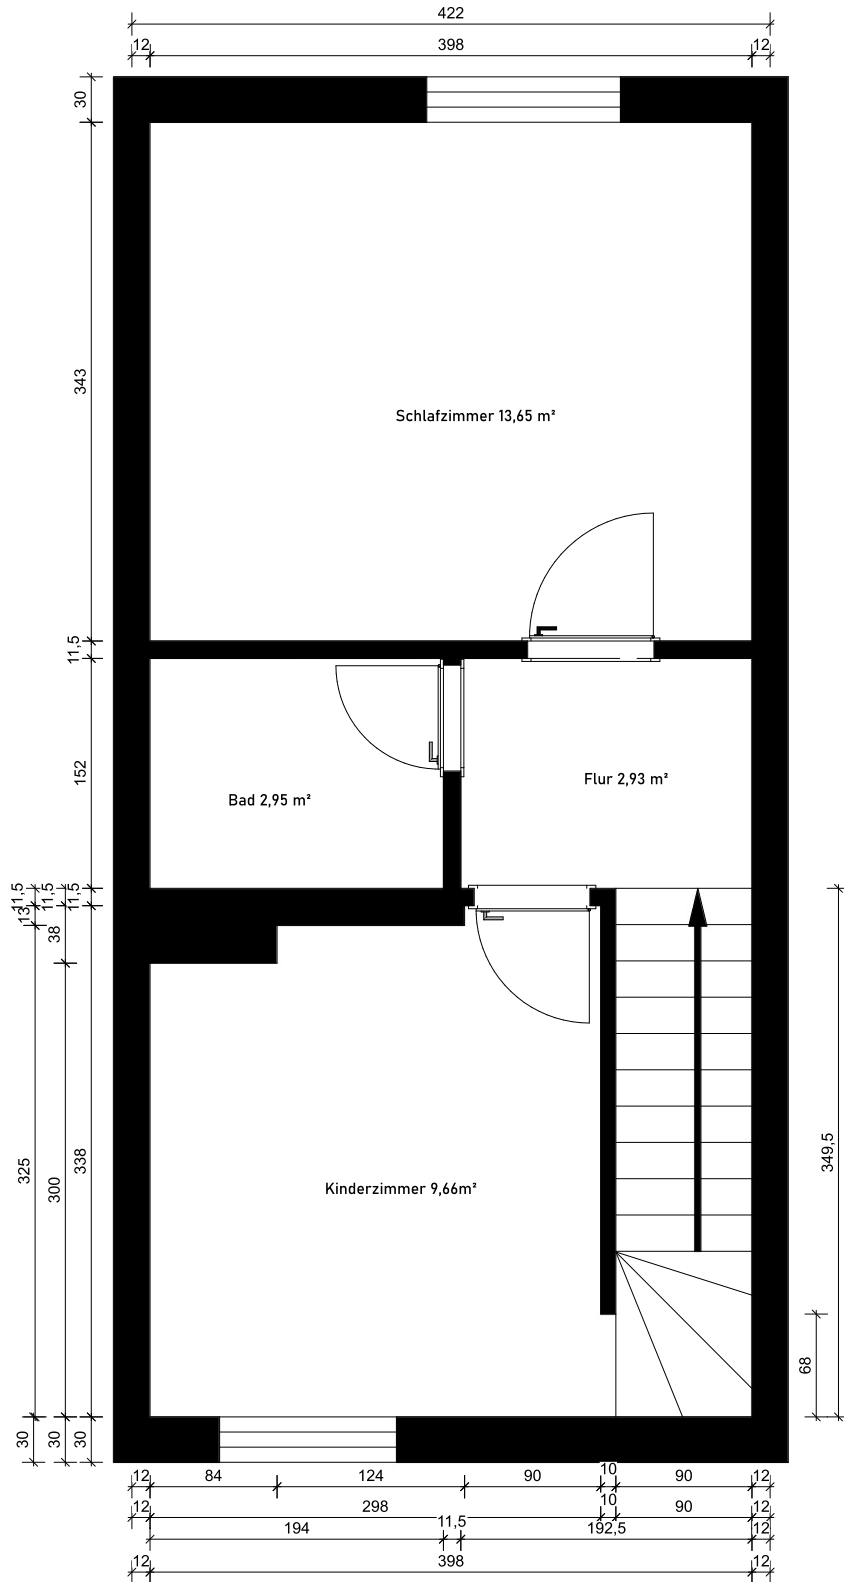 422
12 398 12
30
343
Schlafzimmer 13,65 m²
11,5
152
Flur 2,93 m²
Bad 2,95 m²
11,5 11,5 11,5
13
38
349,5
325
300
338
Kinderzimmer 9,66m²
68
30 30 30
12 84 124 90 10 90 12
12 298 10 90 12
194 11,5 192,5 12
12 398 12